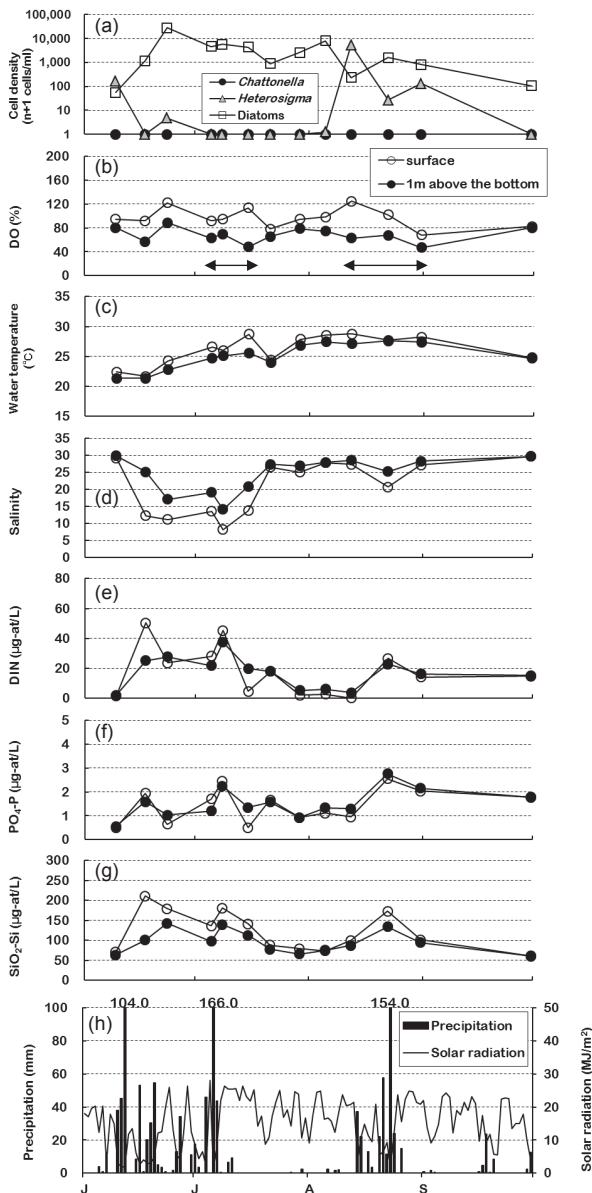 (a)
Cell density
(n+1 cells/ml)
100,000
10,000
1,000
100
10
1
Chattonella
Heterosigma
Diatoms
(b)
DO (%)
200
160
120
80
40
0
surface
1m above the bottom
(c)
Water temperature
(℃)
35
30
25
20
15
(d)
Salinity
35
30
25
20
15
10
5
0
(e)
DIN (μg-at/L)
80
60
40
20
0
(f)
PO4-P (μg-at/L)
5
4
3
2
1
0
(g)
SiO2-Si (μg-at/L)
300
250
200
150
100
50
0
(h)
104.0
166.0
154.0
Precipitation (mm)
100
80
60
40
20
0
Precipitation
Solar radiation
50
40
30
20
10
0
Solar radiation (MJ/m2)
J
J
A
S